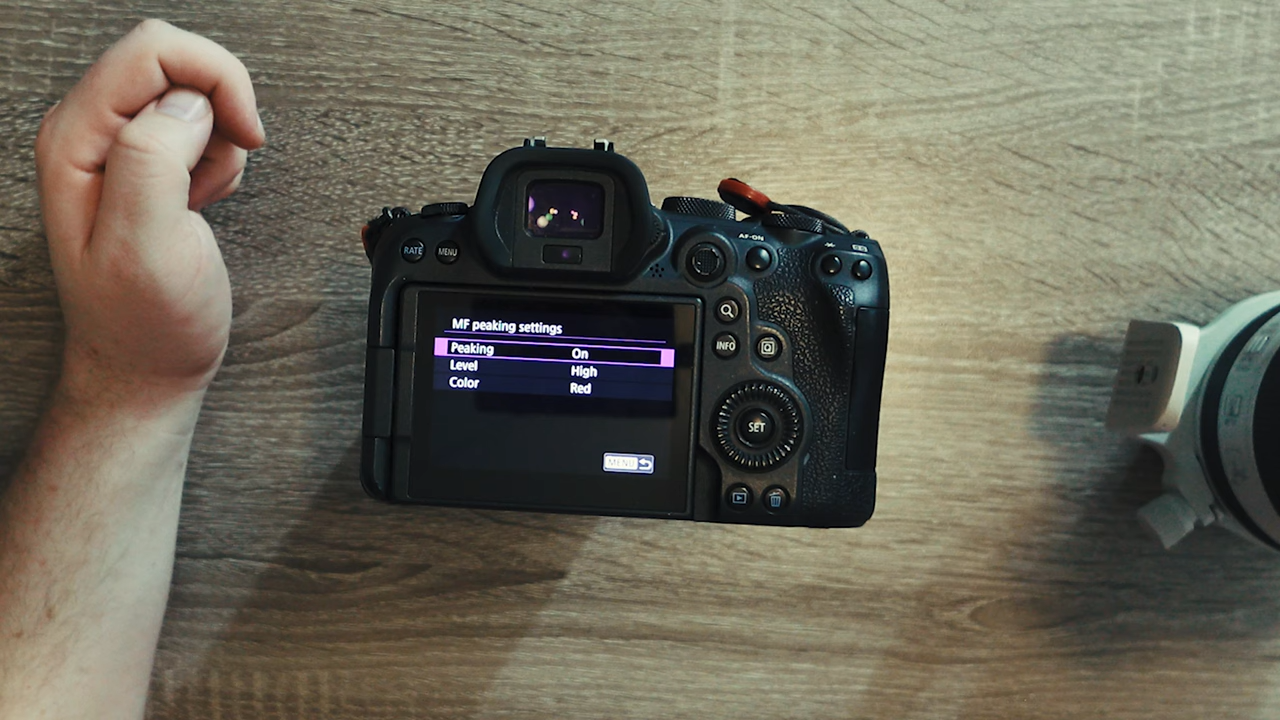 AF-ON
RATE
MENU
MF peaking settings
Peaking On
Level High
Color Red
INFO
SET
MENU